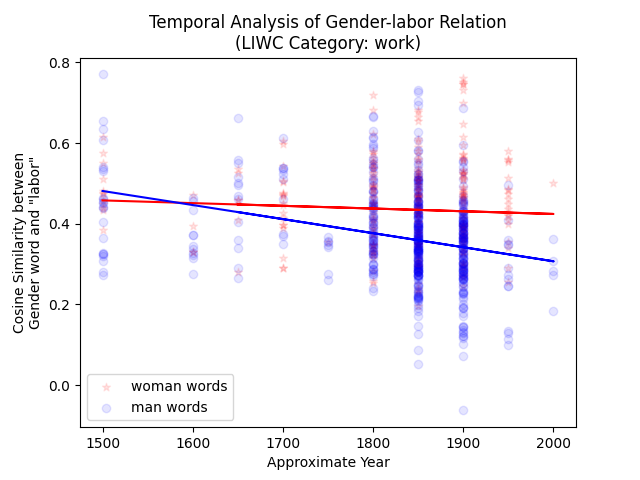 Temporal Analysis of Gender-labor Relation
(LIWC Category: work)
0.8
0.6
0.4
0.2
0.0
Cosine Similarity between
Gender word and "labor"
woman words
man words
1500
1600
1700
1800
1900
2000
Approximate Year